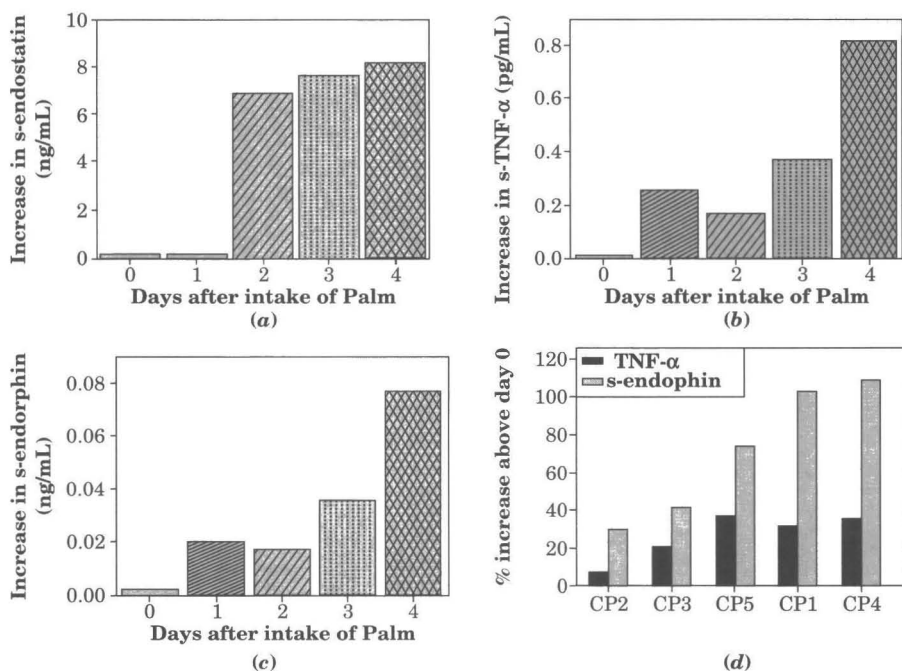 Increase in s-endostatin
(ng/mL)
10
8
6
4
2
0
0 1 2 3 4
Days after intake of Palm
(a)
Increase in s-TNF-α (pg/mL)
0.8
0.6
0.4
0.2
0.0
0 1 2 3 4
Days after intake of Palm
(b)
Increase in s-endorphin
(ng/mL)
0.08
0.06
0.04
0.02
0.00
0 1 2 3 4
Days after intake of Palm
(c)
% increase above day 0
TNF-α
s-endophin
120
100
80
60
40
20
0
CP2 CP3 CP5 CP1 CP4
(d)